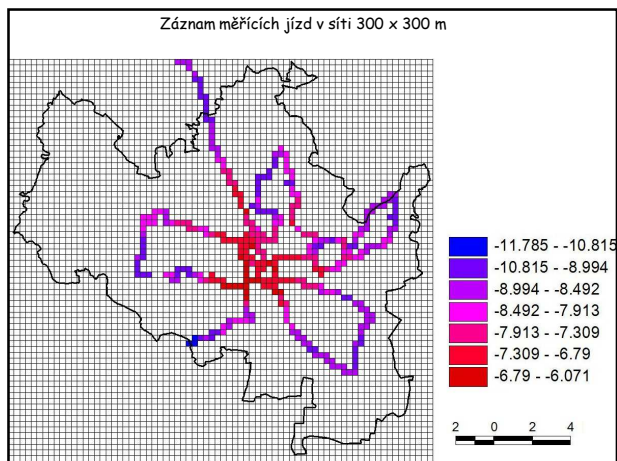 Záznam měřících jízd v síti 300 x 300 m
-11.785 - -10.815
-10.815 - -8.994
-8.994 - -8.492
-8.492 - -7.913
-7.913 - -7.309
-7.309 - -6.79
-6.79 - -6.071
2 0 2 4